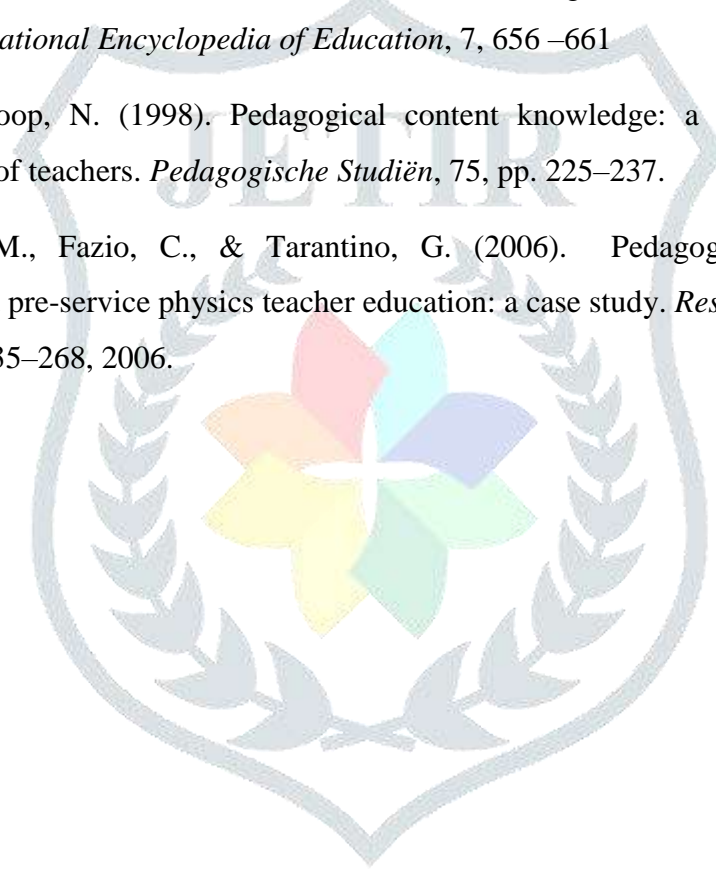 ational Encyclopedia of Education, 7, 656 –661
oop, N. (1998). Pedagogical content knowledge: a
of teachers. Pedagogische Studiën, 75, pp. 225–237.
JETIR
M., Fazio, C., & Tarantino, G. (2006). Pedagog
pre-service physics teacher education: a case study. Res
35–268, 2006.